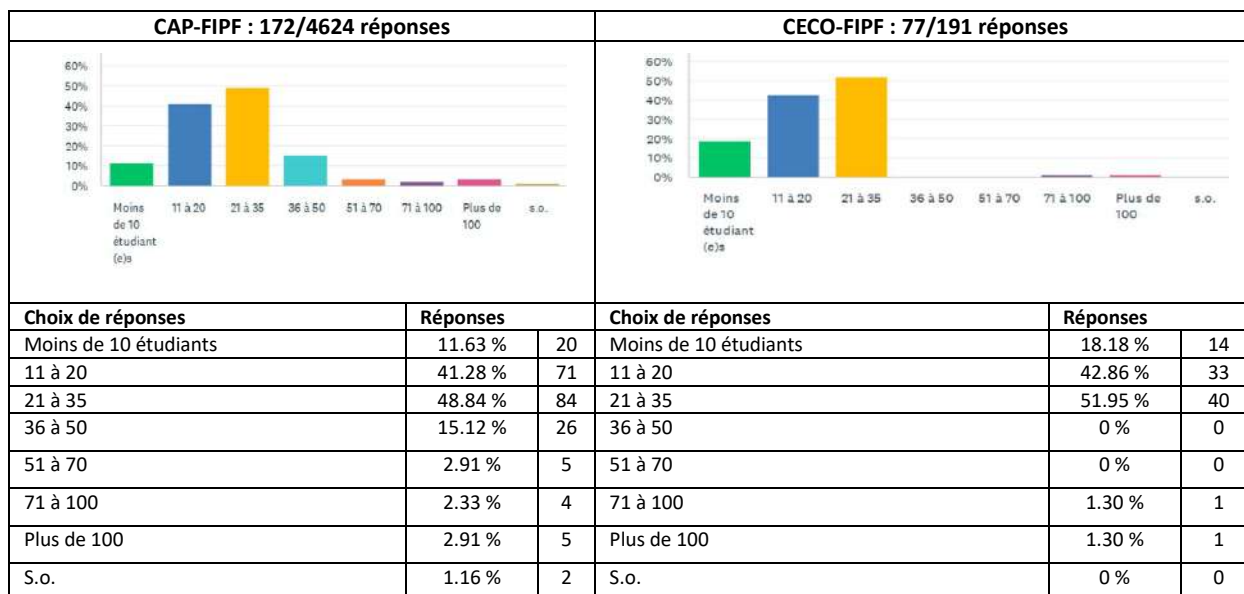 CAP-FIPF : 172/4624 réponses
60%
50%
40%
30%
20%
10%
0%
Moins de 10 étudiant (e)s
11 à 20
21 à 35
36 à 50
51 à 70
71 à 100
Plus de 100
s.o.
CECO-FIPF : 77/191 réponses
60%
50%
40%
30%
20%
10%
0%
Moins de 10 étudiant (e)s
11 à 20
21 à 35
36 à 50
51 à 70
71 à 100
Plus de 100
s.o.
Choix de réponses Réponses Choix de réponses Réponses
Moins de 10 étudiants 11.63 % 20 Moins de 10 étudiants 18.18 % 14
11 à 20 41.28 % 71 11 à 20 42.86 % 33
21 à 35 48.84 % 84 21 à 35 51.95 % 40
36 à 50 15.12 % 26 36 à 50 0 % 0
51 à 70 2.91 % 5 51 à 70 0 % 0
71 à 100 2.33 % 4 71 à 100 1.30 % 1
Plus de 100 2.91 % 5 Plus de 100 1.30 % 1
S.o. 1.16 % 2 S.o. 0 % 0